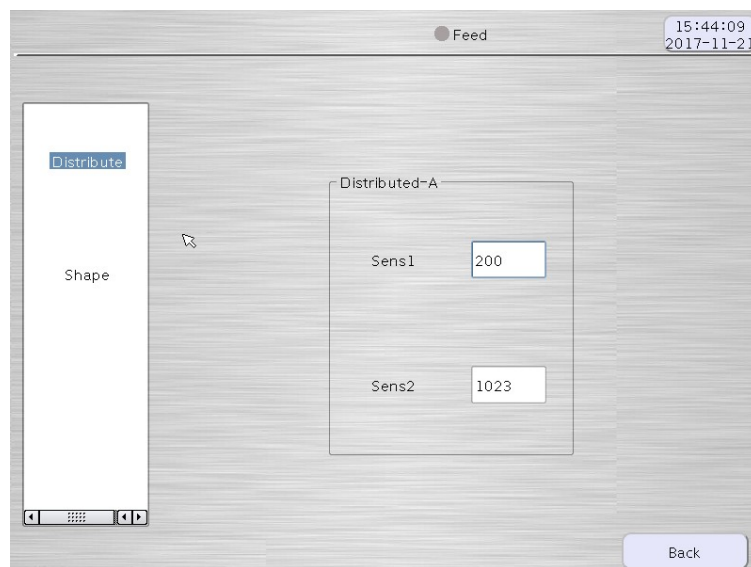 Feed
15:44:09
2017-11-21
Distribute
Distributed-A
Sens1
200
Shape
Sens2
1023
Back